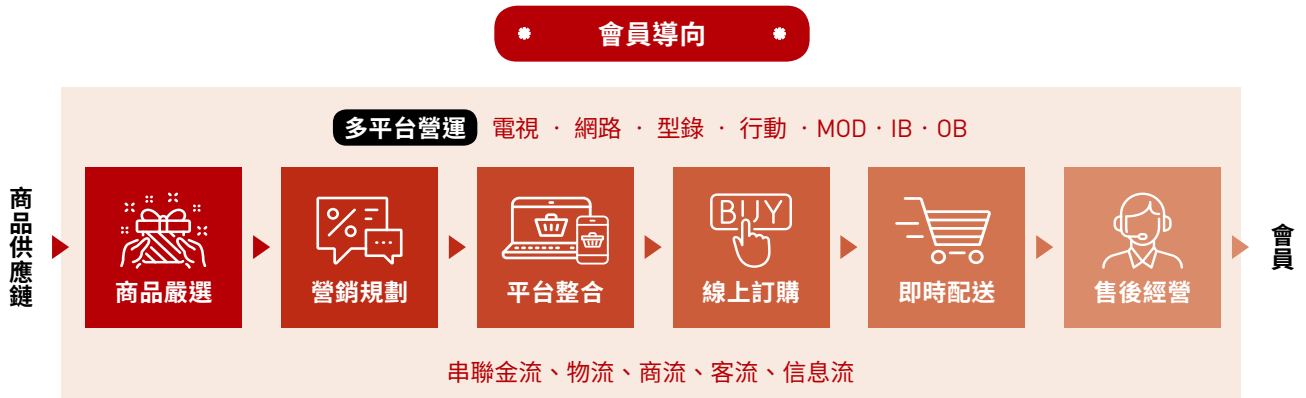 會員導向
多平台營運 電視 · 網路 · 型錄 · 行動 · MOD · IB · OB
商品供應鏈
BUY
商品嚴選
營銷規劃
平台整合
線上訂購
即時配送
售後經營
會員
串聯金流、物流、商流、客流、信息流